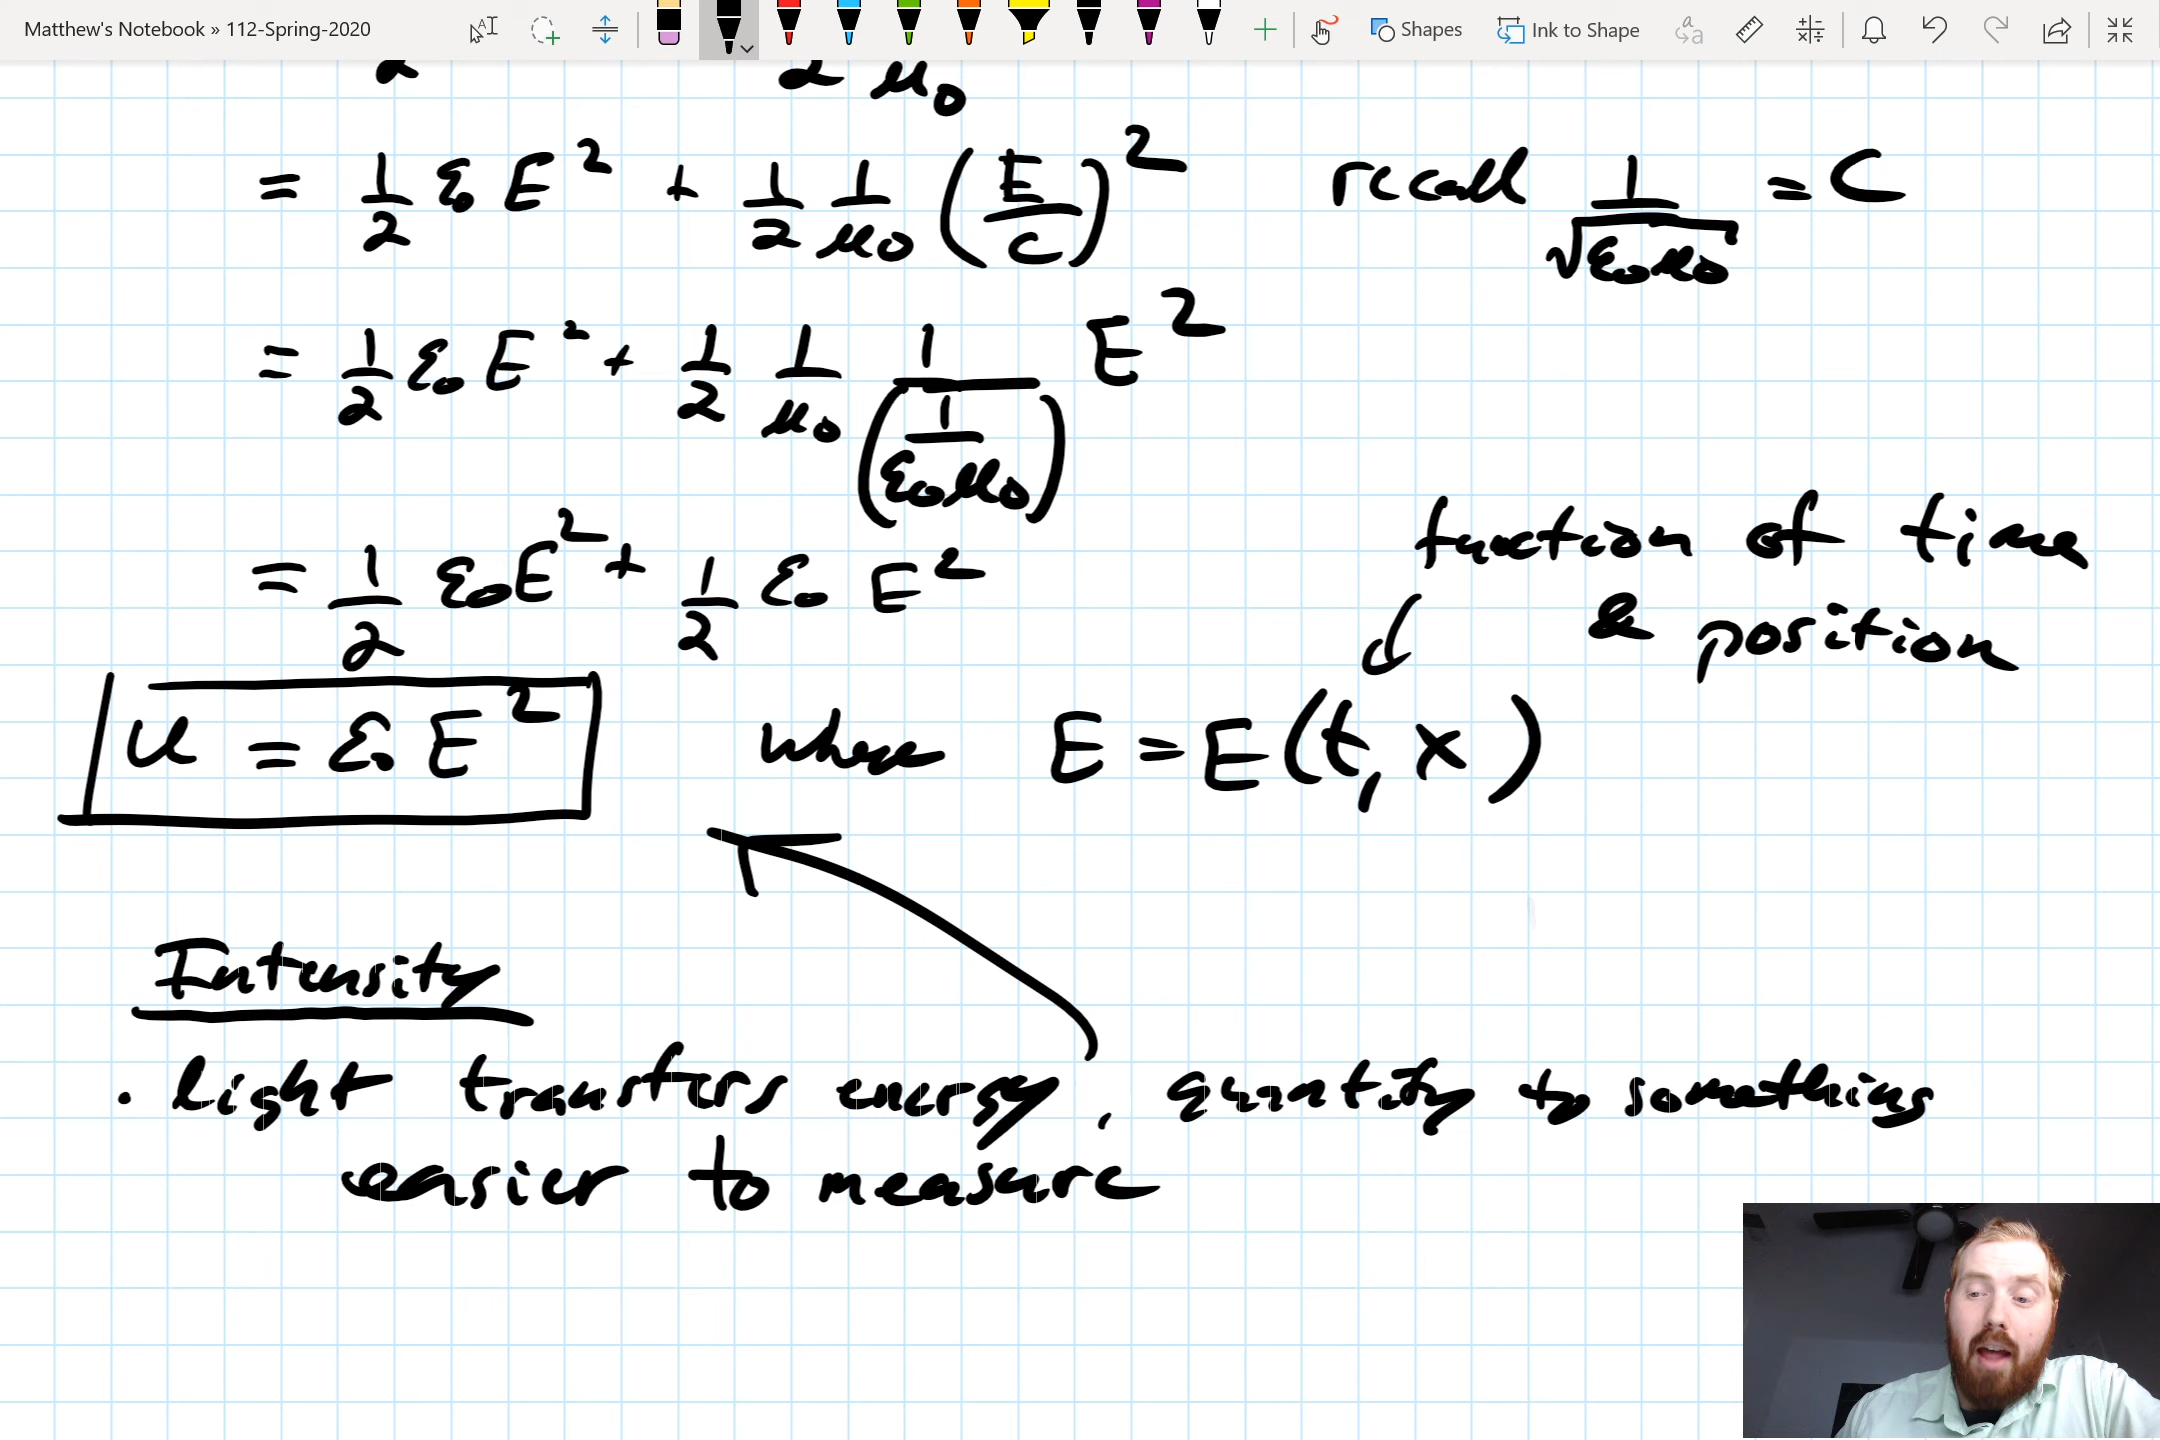 Matthew's Notebook » 112-Spring-2020
Shapes
Ink to Shape
2     2 μ₀
= 1/2 ε₀ E² + 1/2 1/μ₀ (E/C)²     recall 1/√ε₀μ₀ = C
= 1/2 ε₀ E² + 1/2 1/μ₀ 1/(1/ε₀μ₀) E²
= 1/2 ε₀E² + 1/2 ε₀ E²
function of time
& position
u = ε₀ E²     where E = E(t, x)
Intensity
· light transfers energy, quantity to something
easier to measure